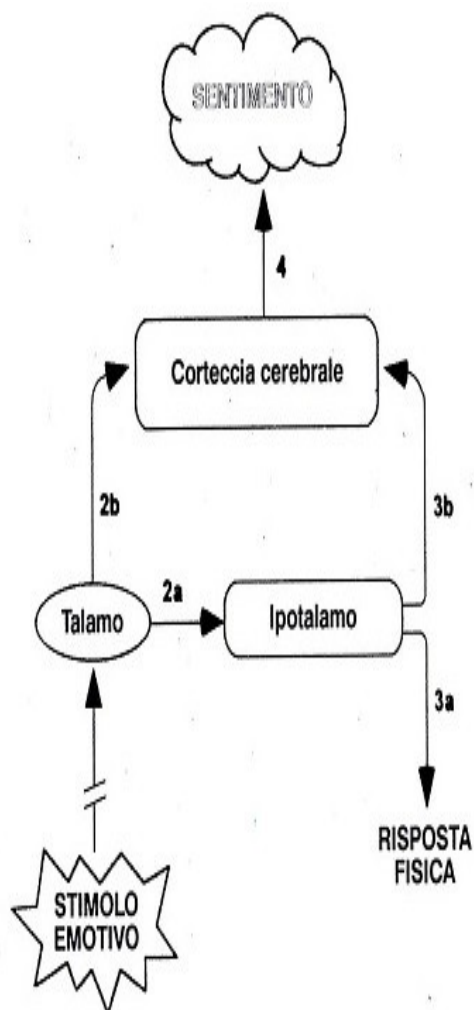 SENTIMENTO
4
Corteccia cerebrale
2b
3b
2a
Talamo
Ipotalamo
3a
RISPOSTA
FISICA
STIMOLO
EMOTIVO